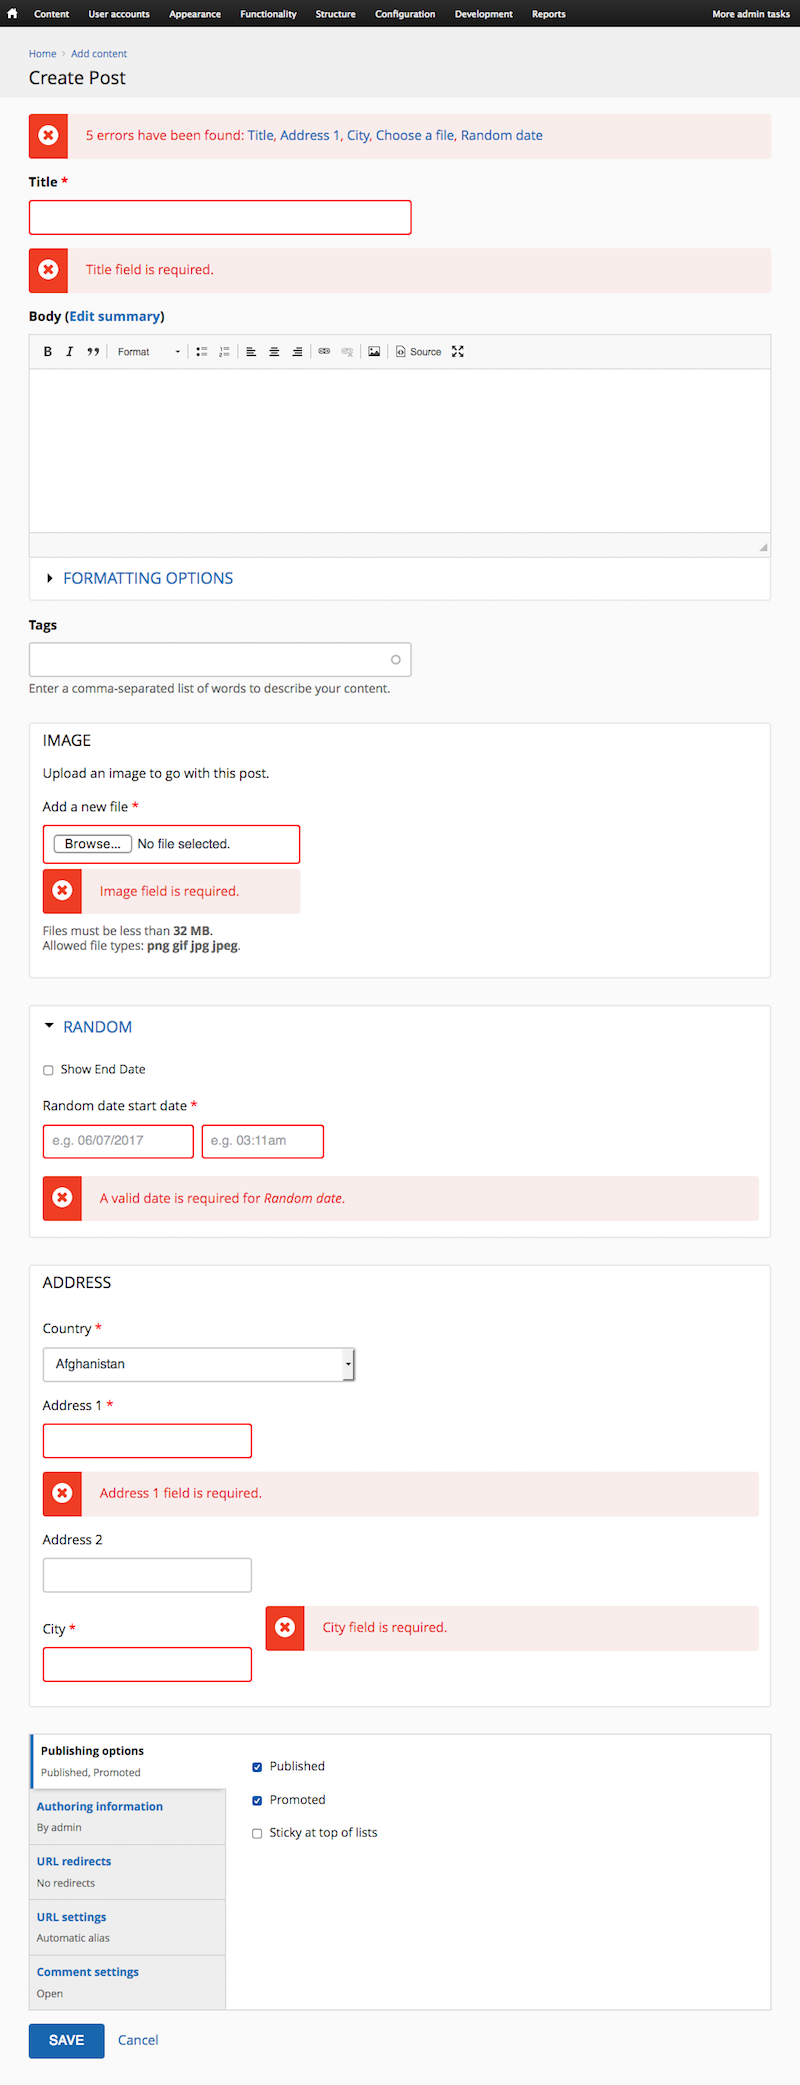 Content User accounts Appearance Functionality Structure Configuration Development Reports More admin tasks
Home › Add content
Create Post
5 errors have been found: Title, Address 1, City, Choose a file, Random date
Title *
Title field is required.
Body (Edit summary)
B I Format Source
FORMATTING OPTIONS
Tags
Enter a comma-separated list of words to describe your content.
IMAGE
Upload an image to go with this post.
Add a new file *
Browse... No file selected.
Image field is required.
Files must be less than 32 MB.
Allowed file types: png gif jpg jpeg.
RANDOM
Show End Date
Random date start date *
e.g. 06/07/2017 e.g. 03:11am
A valid date is required for Random date.
ADDRESS
Country *
Afghanistan
Address 1 *
Address 1 field is required.
Address 2
City *
City field is required.
Publishing options
Published, Promoted
Authoring information
By admin
URL redirects
No redirects
URL settings
Automatic alias
Comment settings
Open
Published
Promoted
Sticky at top of lists
SAVE Cancel